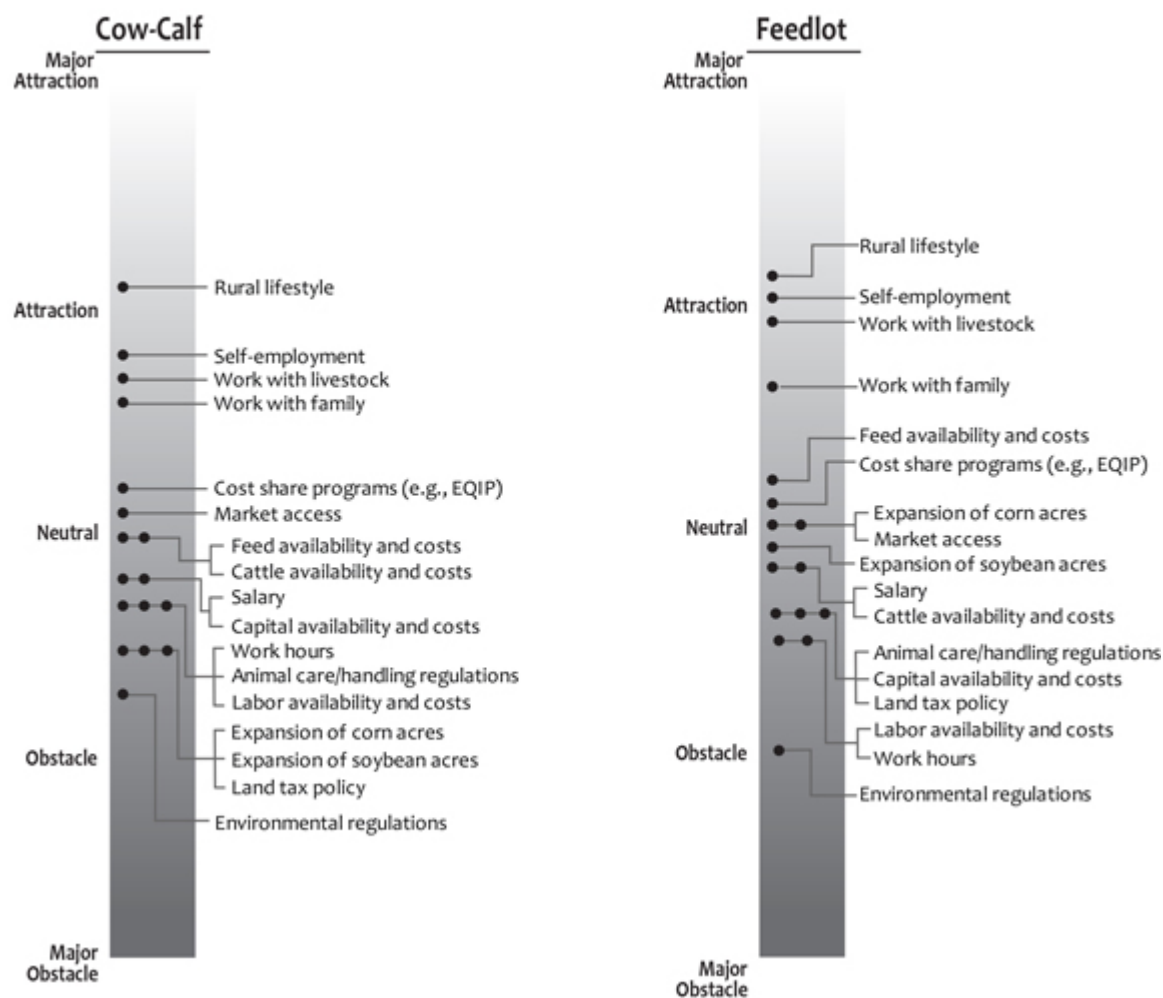 Cow-Calf
Major
Attraction
Rural lifestyle
Attraction
Self-employment
Work with livestock
Work with family
Cost share programs (e.g., EQIP)
Market access
Neutral
Feed availability and costs
Cattle availability and costs
Salary
Capital availability and costs
Work hours
Animal care/handling regulations
Labor availability and costs
Expansion of corn acres
Obstacle
Expansion of soybean acres
Land tax policy
Environmental regulations
Major
Obstacle
Feedlot
Major
Attraction
Rural lifestyle
Attraction
Self-employment
Work with livestock
Work with family
Feed availability and costs
Cost share programs (e.g., EQIP)
Neutral
Expansion of corn acres
Market access
Expansion of soybean acres
Salary
Cattle availability and costs
Animal care/handling regulations
Capital availability and costs
Land tax policy
Labor availability and costs
Obstacle
Work hours
Environmental regulations
Major
Obstacle